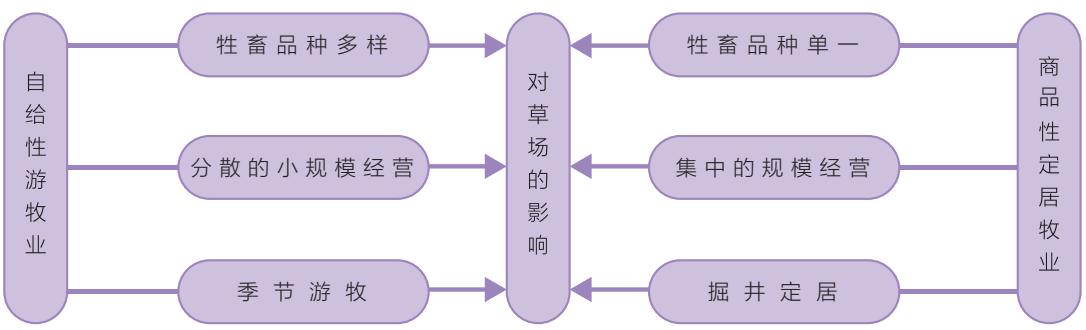 自给性游牧业
牲畜品种多样
分散的小规模经营
季节游牧
对草场的影响
牲畜品种单一
集中的规模经营
掘井定居
商品性定居牧业